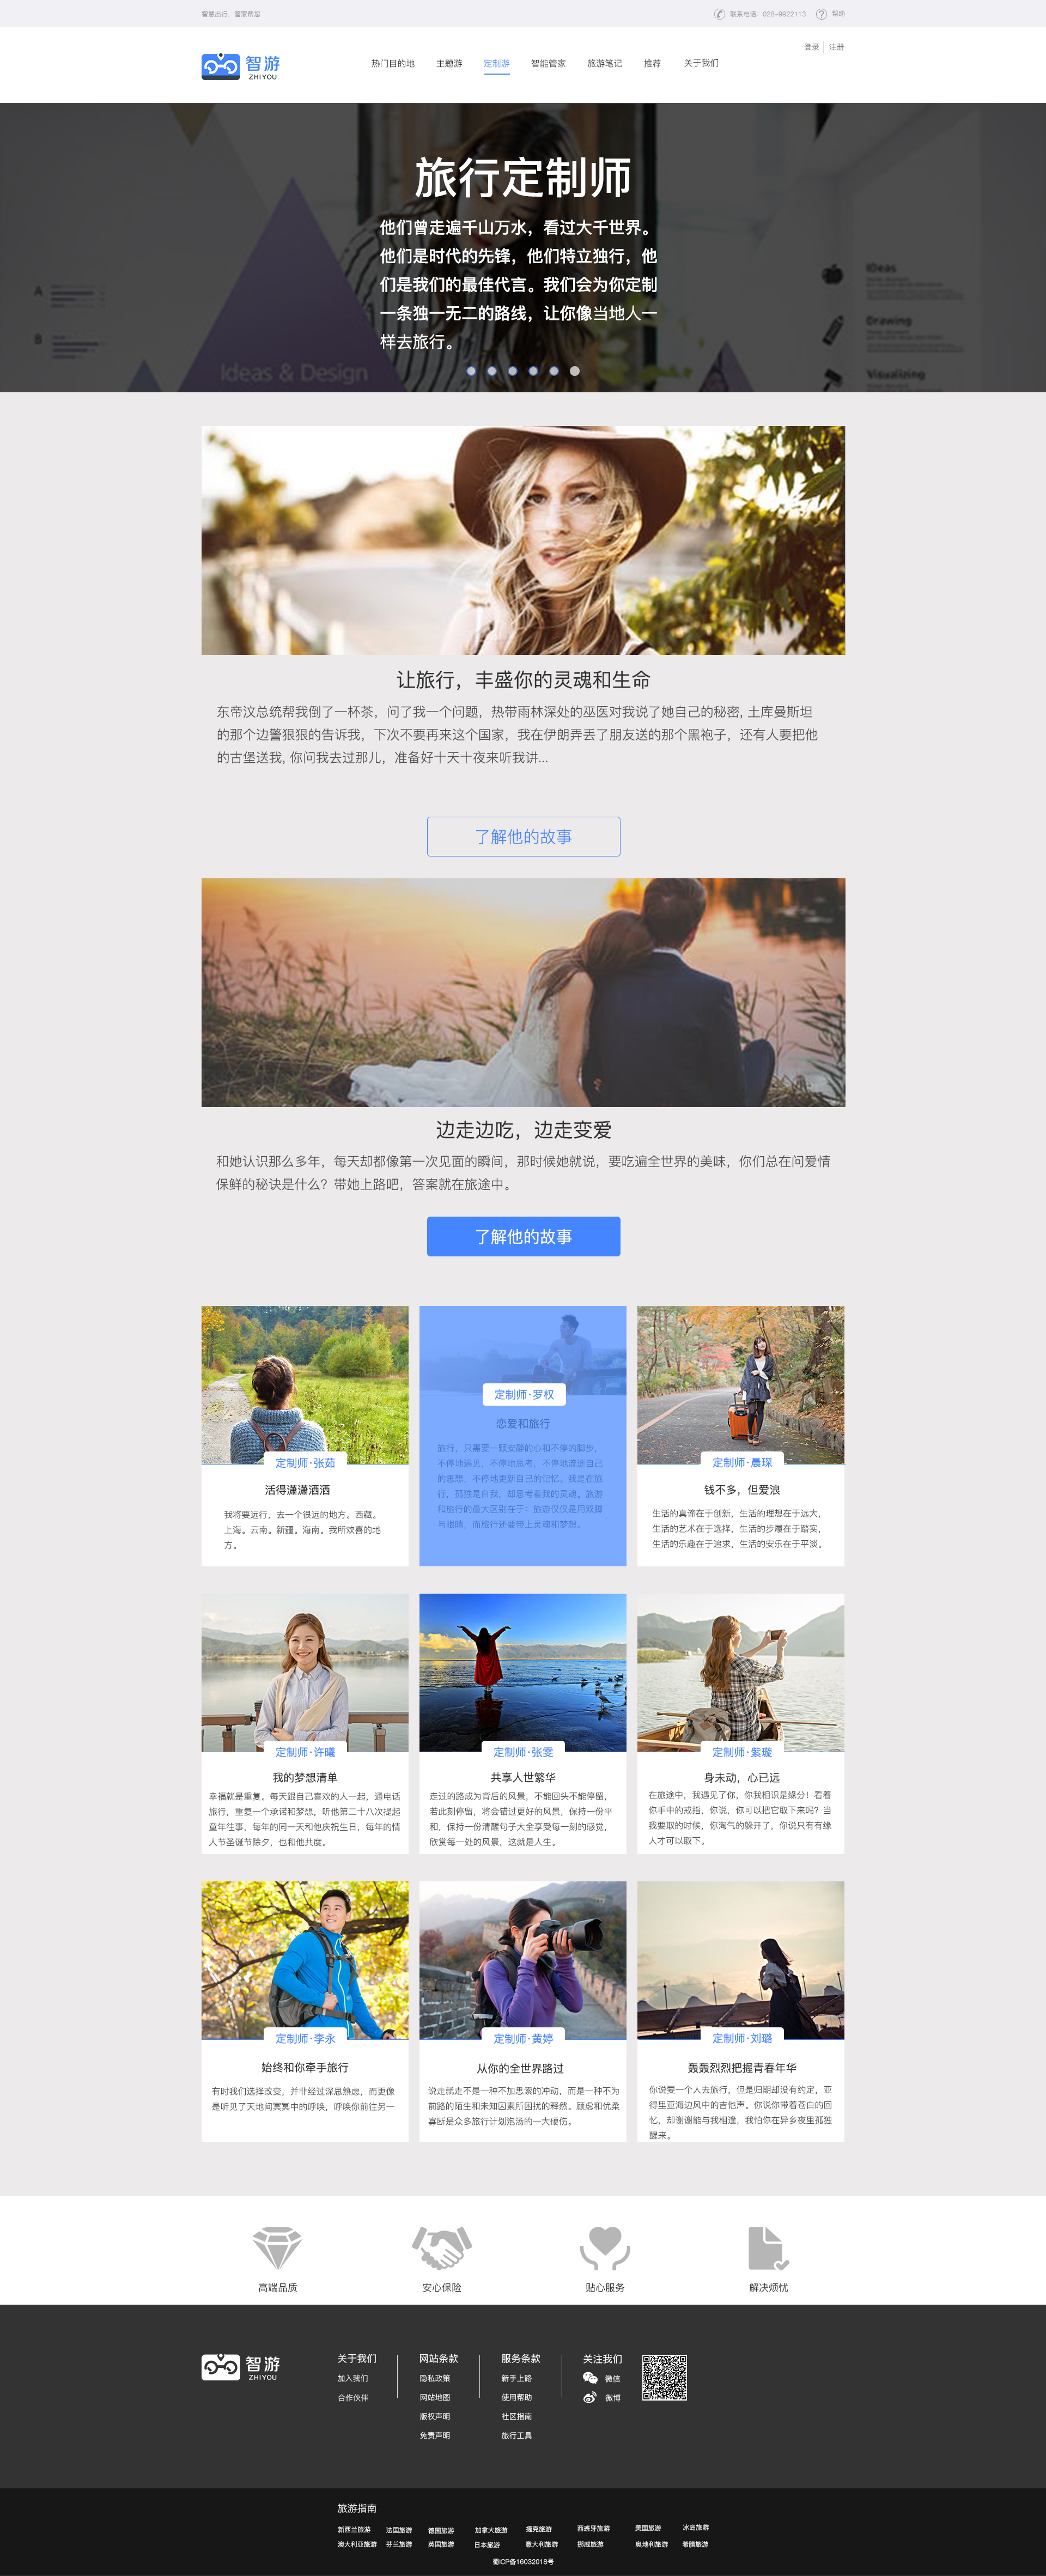 智慧出行，管家帮您
联系电话：028-9922113
帮助
登录
注册
智游
ZHIYOU
热门目的地
主题游
定制游
智能管家
旅游笔记
推荐
关于我们
旅行定制师
他们曾走遍千山万水，看过大千世界。
他们是时代的先锋，他们特立独行，他
们是我们的最佳代言。我们会为你定制
一条独一无二的路线，让你像当地人一
样去旅行。
A
B
Ideas & Design
IDeas
Drawing
Visualizing
让旅行，丰盛你的灵魂和生命
东帝汶总统帮我倒了一杯茶，问了我一个问题，热带雨林深处的巫医对我说了她自己的秘密, 土库曼斯坦
的那个边警狠狠的告诉我，下次不要再来这个国家，我在伊朗弄丢了朋友送的那个黑袍子，还有人要把他
的古堡送我, 你问我去过那儿，准备好十天十夜来听我讲...
了解他的故事
边走边吃，边走变爱
和她认识那么多年，每天却都像第一次见面的瞬间，那时候她就说，要吃遍全世界的美味，你们总在问爱情
保鲜的秘诀是什么？带她上路吧，答案就在旅途中。
了解他的故事
定制师·张茹
活得潇潇洒洒
我将要远行，去一个很远的地方。西藏。
上海。云南。新疆。海南。我所欢喜的地
方。
定制师·罗权
恋爱和旅行
旅行，只需要一颗安静的心和不停的脚步，
不停地遇见，不停地思考，不停地流逝自己
的思想，不停地更新自己的记忆。我是在旅
行，孤独是自我，却思考着我的灵魂。旅游
和旅行的最大区别在于：旅游仅仅是用双脚
与眼睛，而旅行还要带上灵魂和梦想。
定制师·晨琛
钱不多，但爱浪
生活的真谛在于创新，生活的理想在于远大，
生活的艺术在于选择，生活的步履在于踏实，
生活的乐趣在于追求，生活的安乐在于平淡。
定制师·许曦
我的梦想清单
幸福就是重复。每天跟自己喜欢的人一起，通电话
旅行，重复一个承诺和梦想，听他第二十八次提起
童年往事，每年的同一天和他庆祝生日，每年的情
人节圣诞节除夕，也和他共度。
定制师·张雯
共享人世繁华
走过的路成为背后的风景，不能回头不能停留，
若此刻停留，将会错过更好的风景，保持一份平
和，保持一份清醒句子大全享受每一刻的感觉，
欣赏每一处的风景，这就是人生。
定制师·紫璇
身未动，心已远
在旅途中，我遇见了你，你我相识是缘分！看着
你手中的戒指，你说，你可以把它取下来吗？当
我要取的时候，你淘气的躲开了，你说只有有缘
人才可以取下。
定制师·李永
始终和你牵手旅行
有时我们选择改变，并非经过深思熟虑，而更像
是听见了天地间冥冥中的呼唤，呼唤你前往另一
定制师·黄婷
从你的全世界路过
说走就走不是一种不加思索的冲动，而是一种不为
前路的陌生和未知因素所困扰的释然。顾虑和优柔
寡断是众多旅行计划泡汤的一大硬伤。
定制师·刘璐
轰轰烈烈把握青春年华
你说要一个人去旅行，但是归期却没有约定，亚
得里亚海边风中的吉他声。你说你带着苍白的回
忆，却谢谢能与我相逢，我怕你在异乡夜里孤独
醒来。
高端品质
安心保险
贴心服务
解决烦忧
智游
ZHIYOU
关于我们
加入我们
合作伙伴
网站条款
隐私政策
网站地图
版权声明
免责声明
服务条款
新手上路
使用帮助
社区指南
旅行工具
关注我们
微信
微博
旅游指南
新西兰旅游
法国旅游
德国旅游
加拿大旅游
捷克旅游
西班牙旅游
美国旅游
冰岛旅游
澳大利亚旅游
芬兰旅游
英国旅游
日本旅游
意大利旅游
挪威旅游
奥地利旅游
希腊旅游
蜀ICP备16032018号